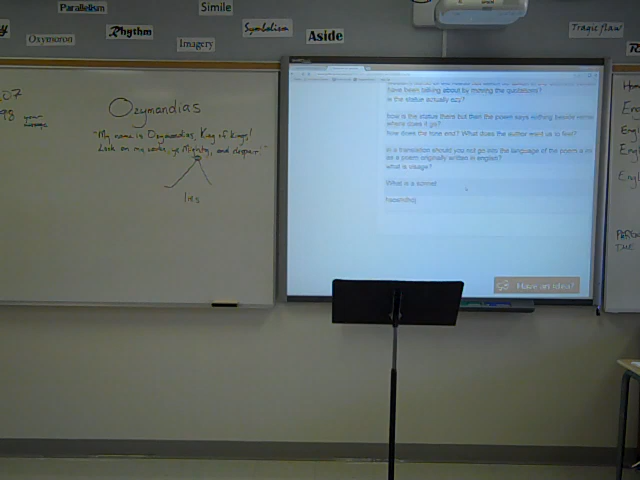 Parallelism
Simile
Oxymoron
Rhythm
Imagery
Symbolism
Aside
Tragic flaw
EPSON
Ozymandias
"My name is Ozymandias, King of Kings!
Look on my works, ye Mighty, and despair!"
lies
have been talking about by moving the quotations?
is the statue actually ozy?
how is the statue there but then the poem says nothing beside
where does it go?
how does the tone end? What does the author want us to feel?
in a translation should you not go into the language of the poem
as a poem originally written in english?
what is usage?
What is a sonnet
Have an idea?